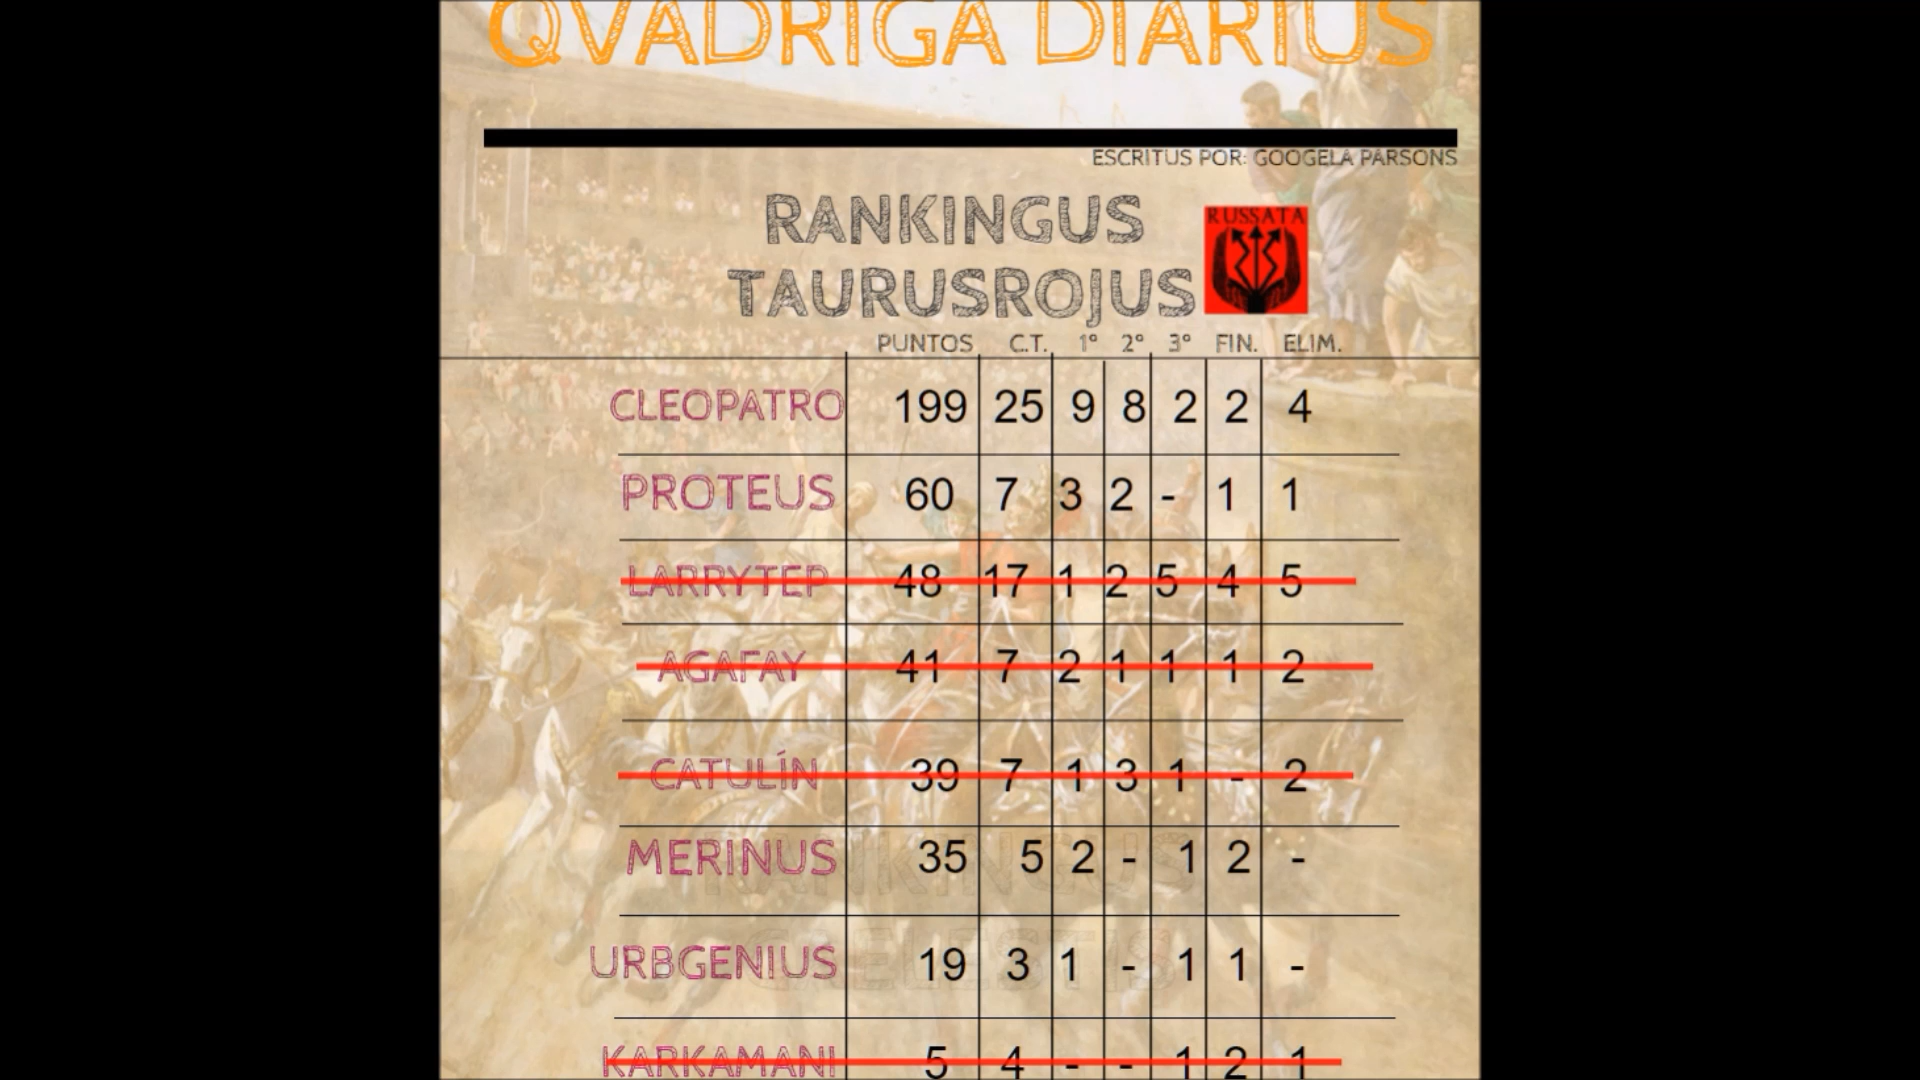 QVADRIGA DIARIUS
ESCRITUS POR: GOOGELA PARSONS
RANKINGUS
TAURUSROJUS
RUSSATA
PUNTOS C.T. 1° 2° 3° FIN. ELIM.
CLEOPATRO 199 25 9 8 2 2 4
PROTEUS 60 7 3 2 - 1 1
LARRYTEP 48 17 1 2 5 4 5
AGAFAY 41 7 2 1 1 1 2
CATULÍN 39 7 1 3 1 - 2
MERINUS 35 5 2 - 1 2 -
RANKINGUS
URBGENIUS 19 3 1 - 1 1 -
CAELESTIS
KARKAMANI 5 4 - - 1 2 1